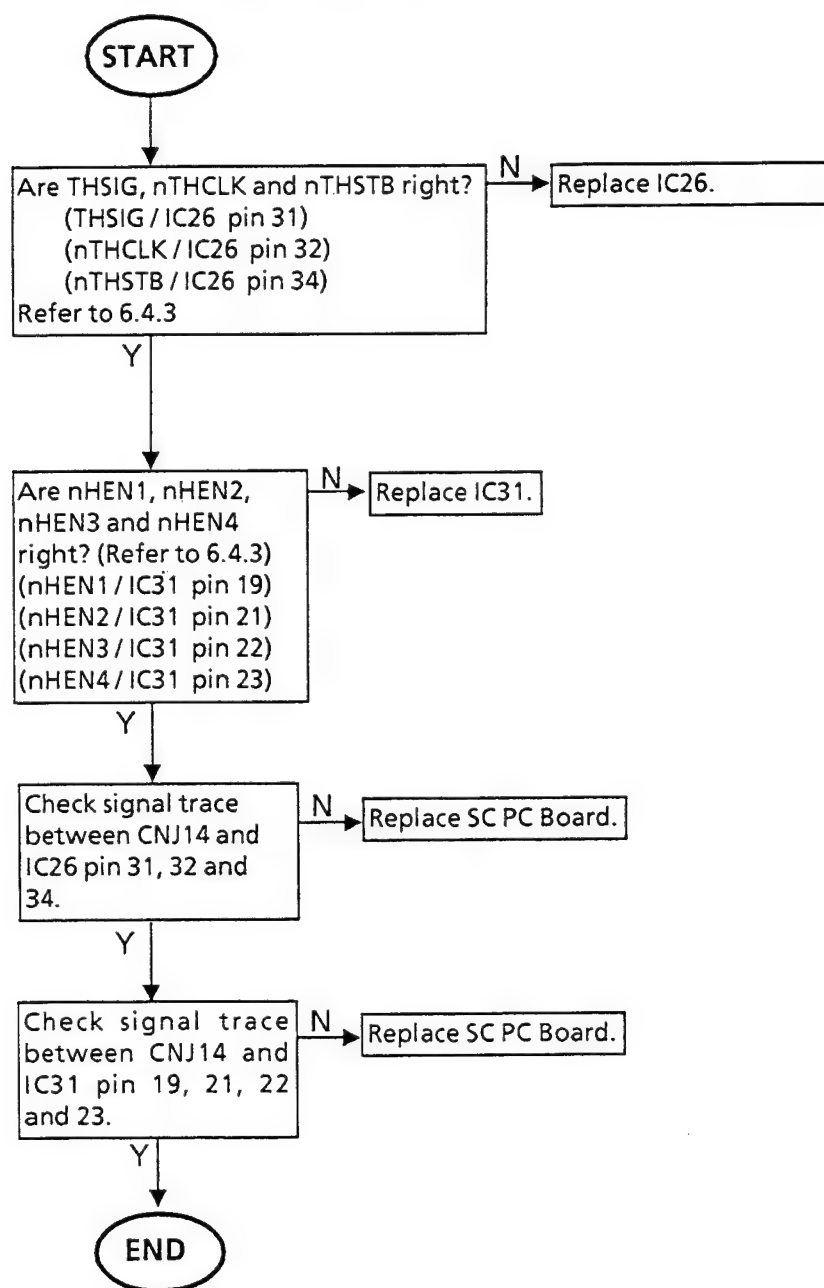 START
Are THSIG, nTHCLK and nTHSTB right?
(THSIG / IC26 pin 31)
(nTHCLK / IC26 pin 32)
(nTHSTB / IC26 pin 34)
Refer to 6.4.3
N
Replace IC26.
Y
Are nHEN1, nHEN2,
nHEN3 and nHEN4
right? (Refer to 6.4.3)
(nHEN1 / IC31 pin 19)
(nHEN2 / IC31 pin 21)
(nHEN3 / IC31 pin 22)
(nHEN4 / IC31 pin 23)
N
Replace IC31.
Y
Check signal trace
between CNJ14 and
IC26 pin 31, 32 and
34.
N
Replace SC PC Board.
Y
Check signal trace
between CNJ14 and
IC31 pin 19, 21, 22
and 23.
N
Replace SC PC Board.
Y
END